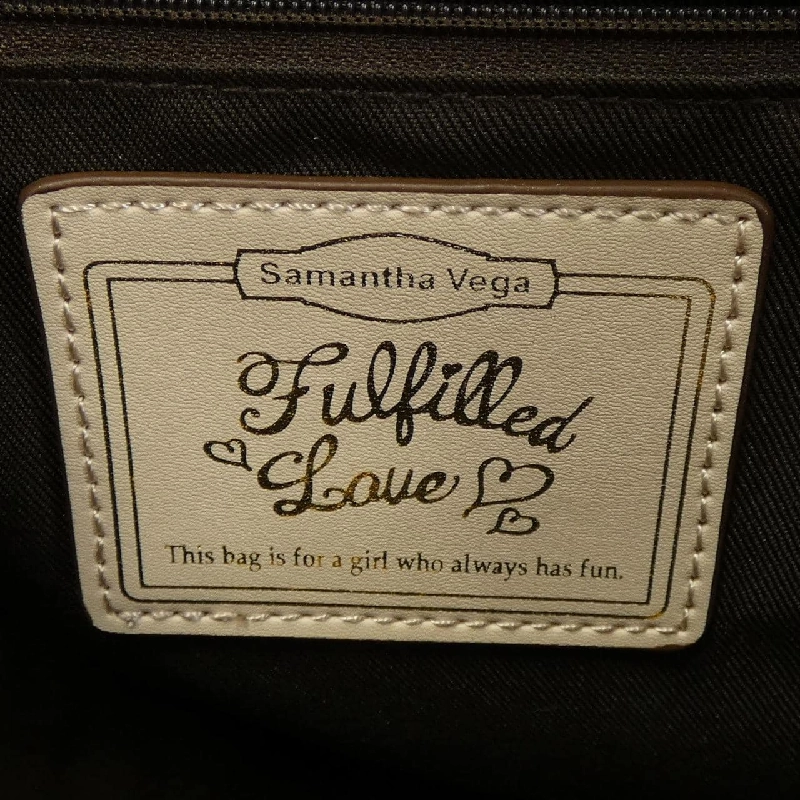 Samantha Vega
Fulfilled
Love
This bag is for a girl who always has fun.